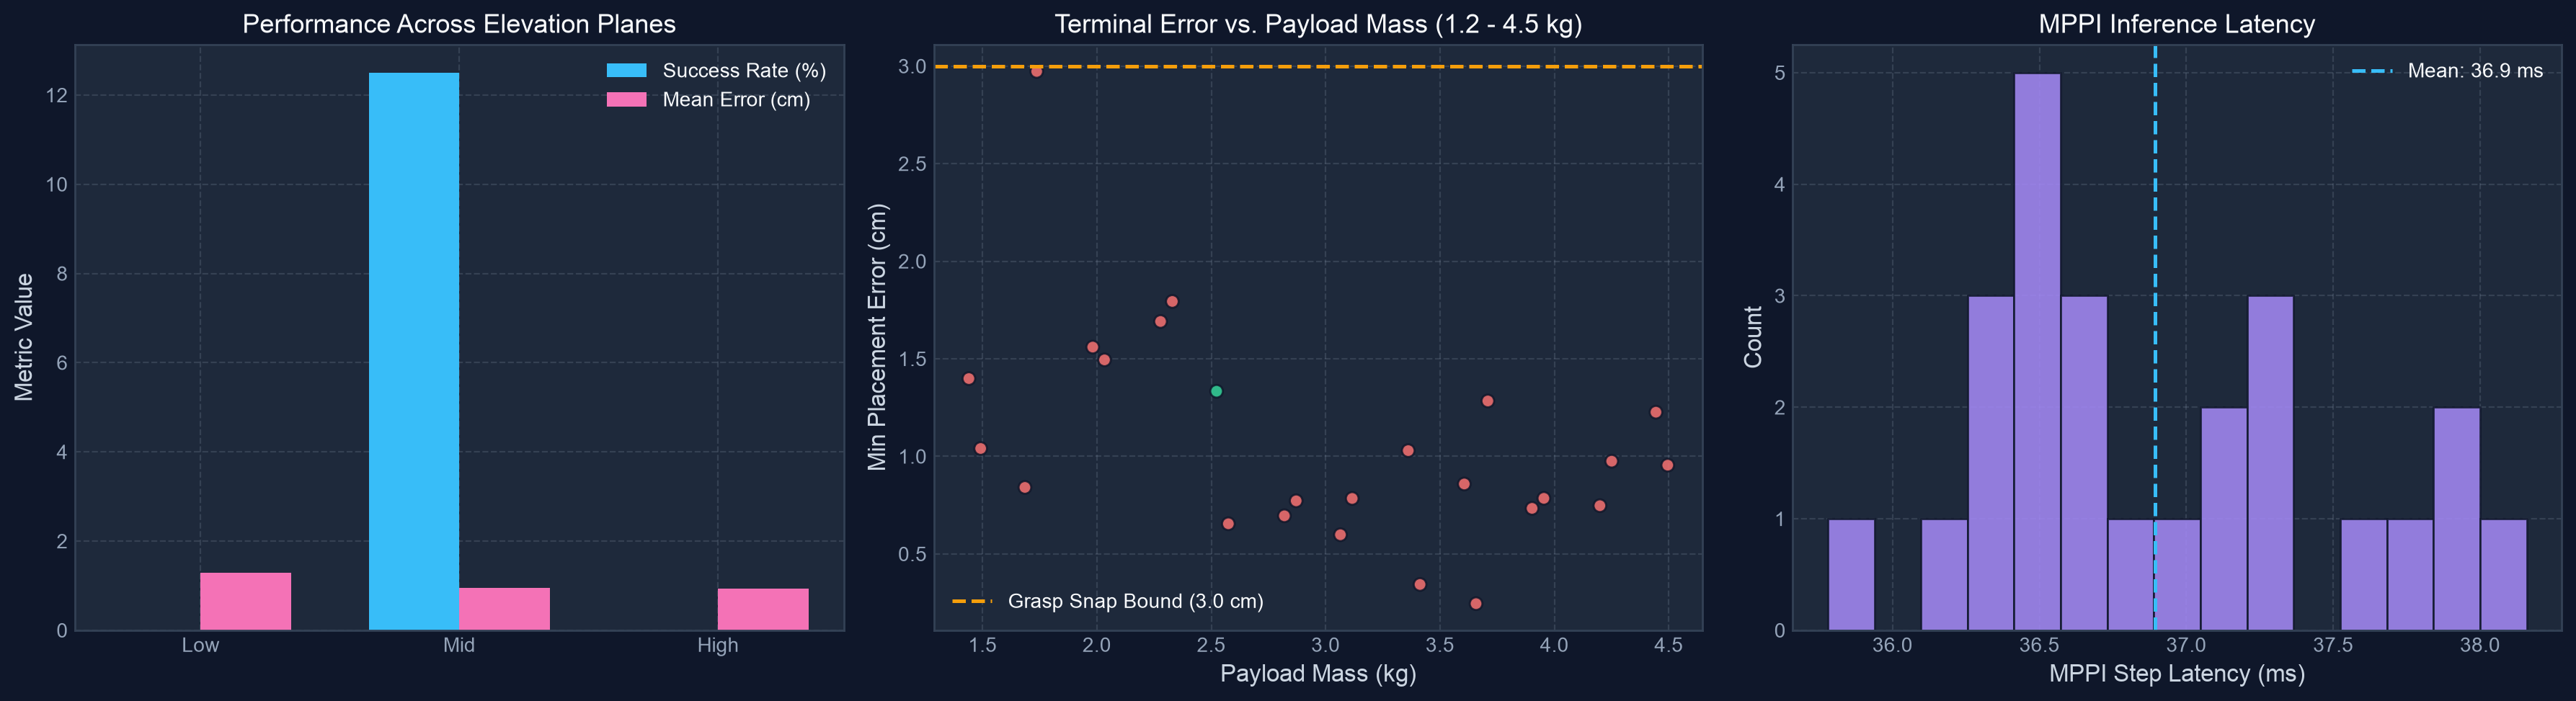 Performance Across Elevation Planes
Success Rate (%)
Mean Error (cm)
Metric Value
12
10
8
6
4
2
0
Low
Mid
High
Terminal Error vs. Payload Mass (1.2 - 4.5 kg)
Min Placement Error (cm)
3.0
2.5
2.0
1.5
1.0
0.5
Grasp Snap Bound (3.0 cm)
1.5
2.0
2.5
3.0
3.5
4.0
4.5
Payload Mass (kg)
MPPI Inference Latency
Mean: 36.9 ms
Count
5
4
3
2
1
0
36.0
36.5
37.0
37.5
38.0
MPPI Step Latency (ms)